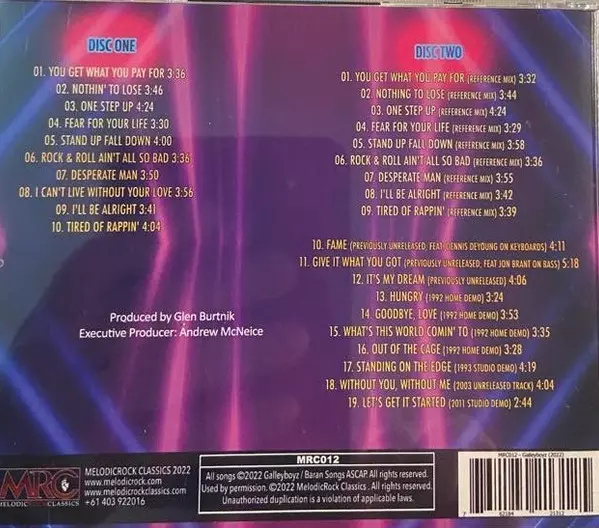 DISC ONE
01. YOU GET WHAT YOU PAY FOR 3:36
02. NOTHIN' TO LOSE 3:46
03. ONE STEP UP 4:24
04. FEAR FOR YOUR LIFE 3:30
05. STAND UP FALL DOWN 4:00
06. ROCK & ROLL AIN'T ALL SO BAD 3:36
07. DESPERATE MAN 3:50
08. I CAN'T LIVE WITHOUT YOUR LOVE 3:56
09. I'LL BE ALRIGHT 3:41
10. TIRED OF RAPPIN' 4:04
Produced by Glen Burtnik
Executive Producer: Andrew McNeice
DISC TWO
01. YOU GET WHAT YOU PAY FOR (REFERENCE MIX) 3:32
02. NOTHING TO LOSE (REFERENCE MIX) 3:44
03. ONE STEP UP (REFERENCE MIX) 4:24
04. FEAR FOR YOUR LIFE (REFERENCE MIX) 3:29
05. STAND UP FALL DOWN (REFERENCE MIX) 3:58
06. ROCK & ROLL AIN'T ALL SO BAD (REFERENCE MIX) 3:36
07. DESPERATE MAN (REFERENCE MIX) 3:55
08. I'LL BE ALRIGHT (REFERENCE MIX) 3:42
09. TIRED OF RAPPIN' (REFERENCE MIX) 3:39
10. FAME (PREVIOUSLY UNRELEASED; FEAT. DENNIS DEYOUNG ON KEYBOARDS) 4:11
11. GIVE IT WHAT YOU GOT (PREVIOUSLY UNRELEASED; FEAT JON BRANT ON BASS) 5:18
12. IT'S MY DREAM (PREVIOUSLY UNRELEASED) 4:06
13. HUNGRY (1992 HOME DEMO) 3:24
14. GOODBYE, LOVE (1992 HOME DEMO) 3:53
15. WHAT'S THIS WORLD COMIN' TO (1992 HOME DEMO) 3:35
16. OUT OF THE CAGE (1992 HOME DEMO) 3:28
17. STANDING ON THE EDGE (1993 STUDIO DEMO) 4:19
18. WITHOUT YOU, WITHOUT ME (2003 UNRELEASED TRACK) 4:04
19. LET'S GET IT STARTED (2011 STUDIO DEMO) 2:44
MRC
MELODICROCK CLASSICS
MELODICROCK CLASSICS 2022
www.melodicrock.com
www.melodicrockclassics.com
+61 403 922016
MRC012
All songs ©2022 Galleyboyz / Baran Songs ASCAP. All rights reserved.
Used by permission. ©2022 MelodicRock Classics. All rights reserved.
Unauthorized duplication is a violation of applicable laws.
MRC012 - Galleyboyz (2022)